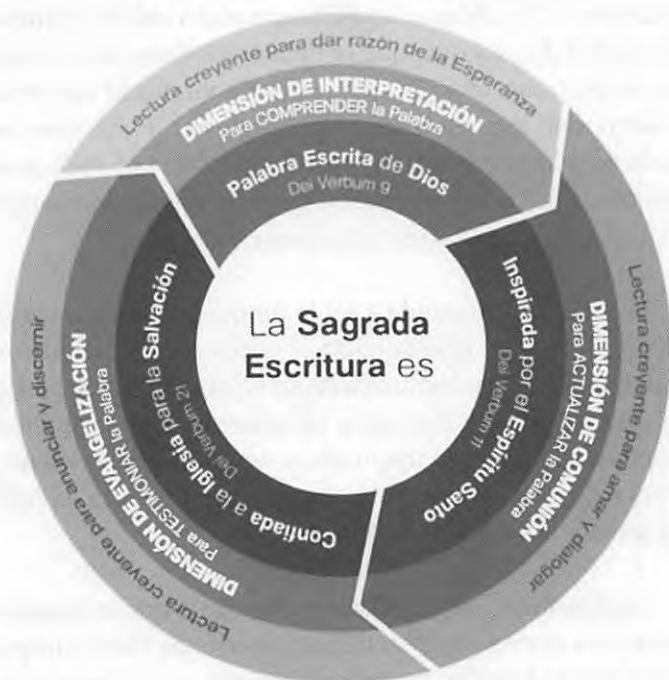 La Sagrada
Escritura es
Lectura creyente para dar razón de la Esperanza
DIMENSIÓN DE INTERPRETACIÓN
Para COMPRENDER la Palabra
Palabra Escrita de Dios
Dei Verbum 9
Lectura creyente para amar y dialogar
DIMENSIÓN DE COMUNIÓN
Para ACTUALIZAR la Palabra
Inspirada por el Espíritu Santo
Dei Verbum 11
Lectura creyente para anunciar y discernir
DIMENSIÓN DE EVANGELIZACIÓN
Para TESTIMONIAR la Palabra
Confiada a la Iglesia para la Salvación
Dei Verbum 21